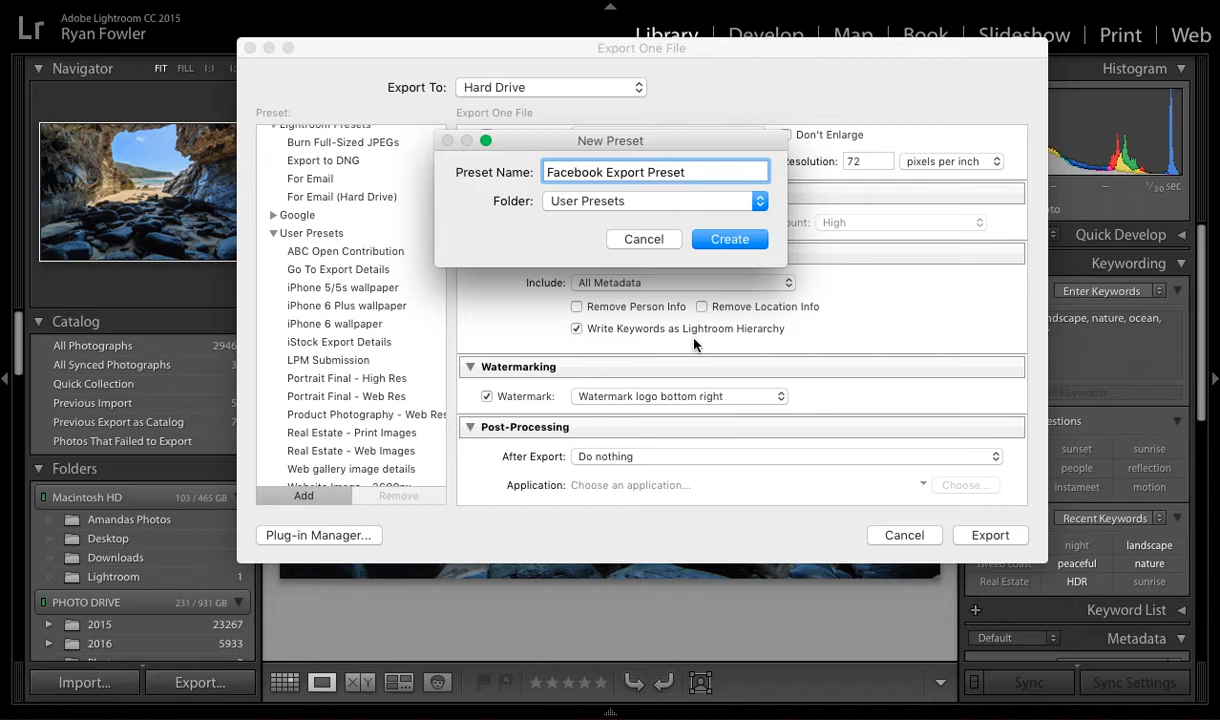 Lr Adobe Lightroom CC 2015
Ryan Fowler
Library | Develop | Map | Book | Slideshow | Print | Web
Export One File
Navigator FIT FILL 1:1
Histogram
Export To: Hard Drive
Preset:
Export One File
Lightroom Presets
Burn Full-Sized JPEGs
Export to DNG
For Email
For Email (Hard Drive)
Google
User Presets
ABC Open Contribution
Go To Export Details
iPhone 5/5s wallpaper
iPhone 6 Plus wallpaper
iPhone 6 wallpaper
iStock Export Details
LPM Submission
Portrait Final - High Res
Portrait Final - Web Res
Product Photography - Web Res
Real Estate - Print Images
Real Estate - Web Images
Web gallery image details
Add Remove
Don't Enlarge
72 pixels per inch
High
New Preset
Preset Name: Facebook Export Preset
Folder: User Presets
Cancel Create
Include: All Metadata
Remove Person Info Remove Location Info
Write Keywords as Lightroom Hierarchy
Watermarking
Watermark: Watermark logo bottom right
Post-Processing
After Export: Do nothing
Application: Choose an application... Choose...
Plug-in Manager... Cancel Export
Catalog
All Photographs 2946
All Synced Photographs 3
Quick Collection
Previous Import 5
Previous Export as Catalog 7
Photos That Failed to Export
Folders
Macintosh HD 103 / 465 GB
Amandas Photos
Desktop
Downloads
Lightroom 1
PHOTO DRIVE 231 / 931 GB
2015 23267
2016 5933
Import... Export...
1/30 sec
Quick Develop
Keywording
Enter Keywords
nature, ocean,
sunset sunrise
people reflection
instameet motion
Recent Keywords
night landscape
peaceful nature
Real Estate HDR sunrise
Keyword List
Default Metadata
Sync Sync Settings